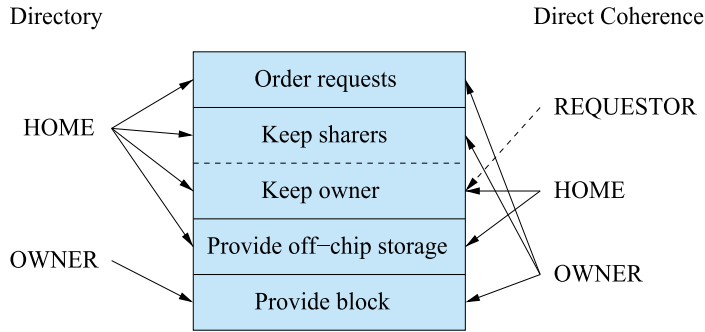 Directory
Direct Coherence
Order requests
REQUESTOR
HOME
Keep sharers
Keep owner
HOME
Provide off−chip storage
OWNER
OWNER
Provide block